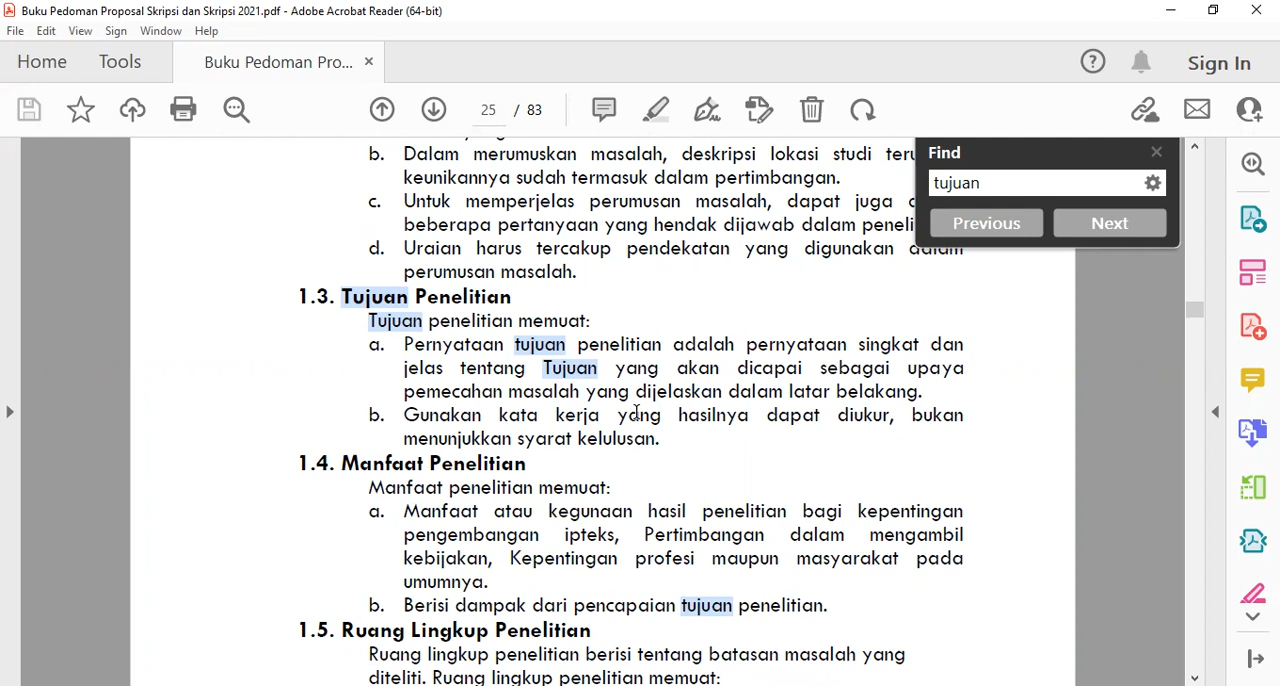 Buku Pedoman Proposal Skripsi dan Skripsi 2021.pdf - Adobe Acrobat Reader (64-bit)
File Edit View Sign Window Help
Home Tools Buku Pedoman Pro... Sign In
25 / 83
Find
tujuan
Previous Next
b. Dalam merumuskan masalah, deskripsi lokasi studi
keunikannya sudah termasuk dalam pertimbangan.
c. Untuk memperjelas perumusan masalah, dapat juga
beberapa pertanyaan yang hendak dijawab dalam
d. Uraian harus tercakup pendekatan yang digunakan dalam
perumusan masalah.
1.3. Tujuan Penelitian
Tujuan penelitian memuat:
a. Pernyataan tujuan penelitian adalah pernyataan singkat dan
jelas tentang Tujuan yang akan dicapai sebagai upaya
pemecahan masalah yang dijelaskan dalam latar belakang.
b. Gunakan kata kerja yang hasilnya dapat diukur, bukan
menunjukkan syarat kelulusan.
1.4. Manfaat Penelitian
Manfaat penelitian memuat:
a. Manfaat atau kegunaan hasil penelitian bagi kepentingan
pengembangan ipteks, Pertimbangan dalam mengambil
kebijakan, Kepentingan profesi maupun masyarakat pada
umumnya.
b. Berisi dampak dari pencapaian tujuan penelitian.
1.5. Ruang Lingkup Penelitian
Ruang lingkup penelitian berisi tentang batasan masalah yang
diteliti. Ruang lingkup penelitian memuat: